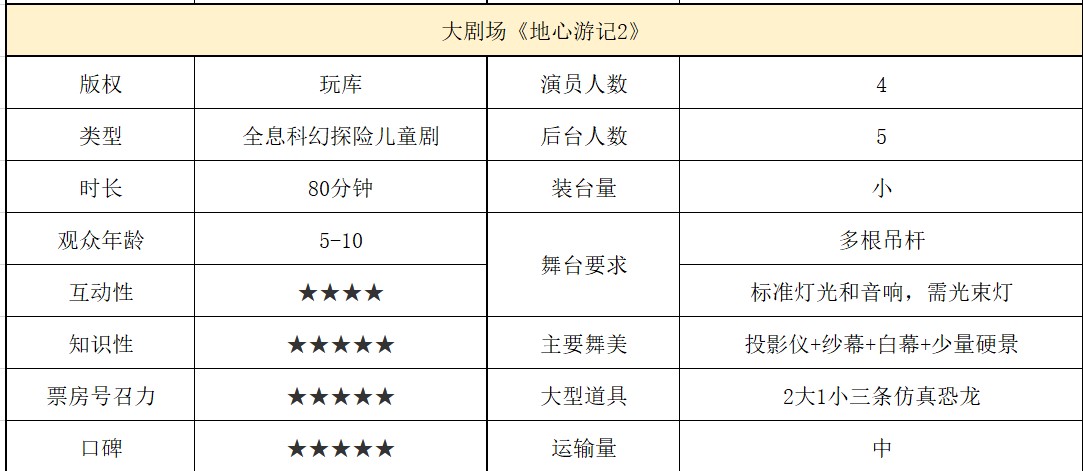 大剧场《地心游记2》
版权 玩库 演员人数 4
类型 全息科幻探险儿童剧 后台人数 5
时长 80分钟 装台量 小
观众年龄 5-10 舞台要求 多根吊杆
互动性 ★★★★ 标准灯光和音响，需光束灯
知识性 ★★★★★ 主要舞美 投影仪+纱幕+白幕+少量硬景
票房号召力 ★★★★★ 大型道具 2大1小三条仿真恐龙
口碑 ★★★★★ 运输量 中